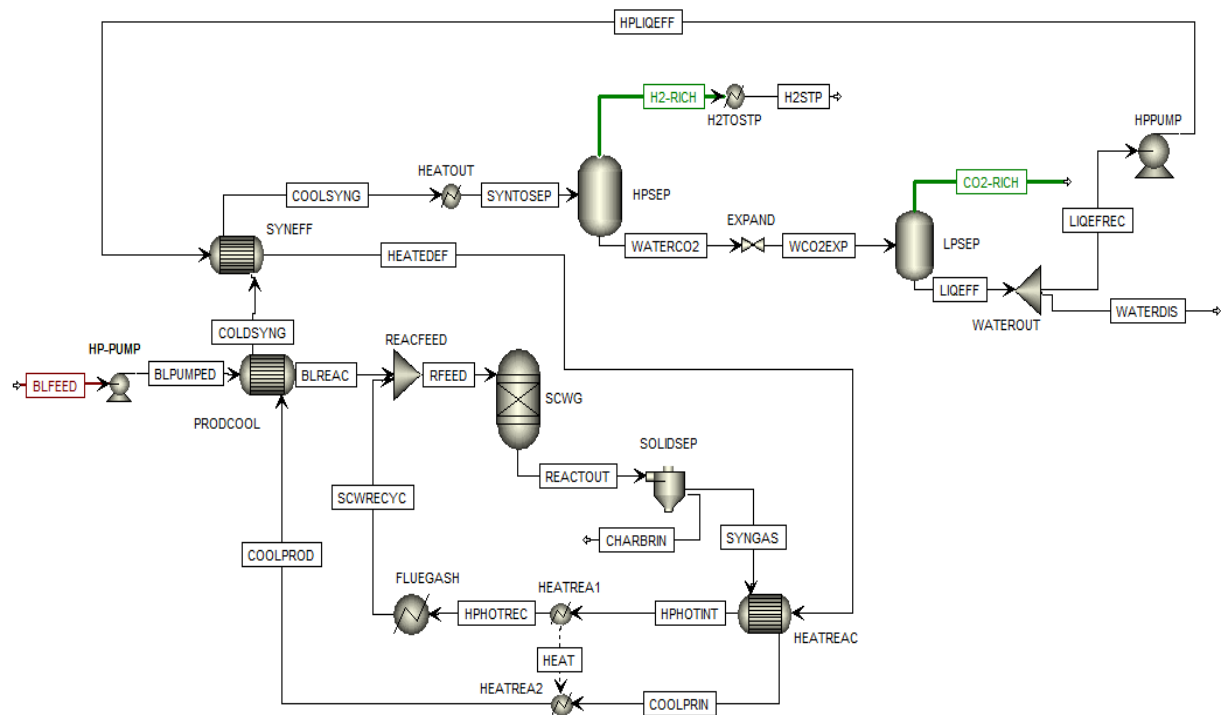 HPLIQEFF
H2-RICH
H2STP
H2TOSTP
HPPUMP
HEATOUT
COOLSYNG
SYNTOSEP
CO2-RICH
HPSEP
EXPAND
LIQEFREC
SYNEFF
WATERCO2
WCO2EXP
LPSEP
HEATEDEF
LIQEFF
WATERDIS
WATEROUT
COLDSYNG
REACFEED
HP-PUMP
BLPUMPED
BLREAC
RFEED
BLFEED
SCWG
PRODCOOL
SOLIDSEP
REACTOUT
SCWRECYC
CHARBRIN
SYNGAS
COOLPROD
FLUEGASH
HEATREA1
HPHOTREC
HPHOTINT
HEATREAC
HEAT
HEATREA2
COOLPRIN